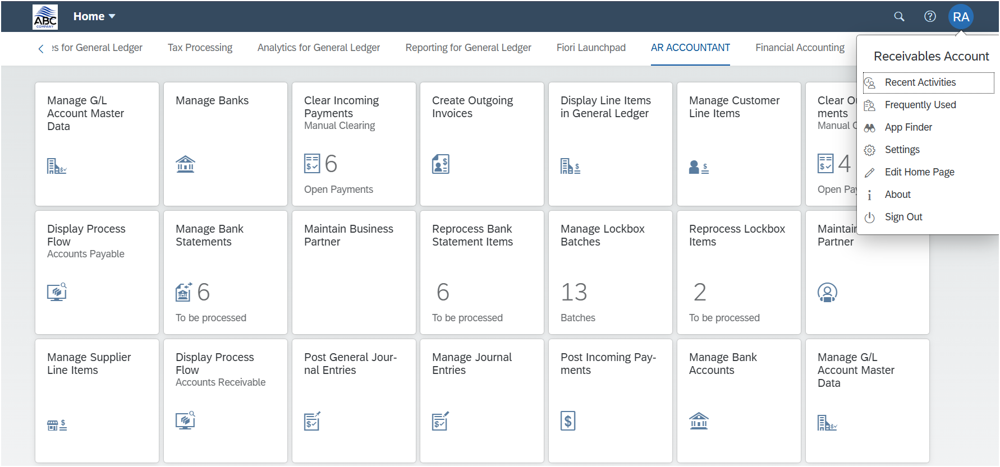 ABC
COMPANY
Home
RA
es for General Ledger
Tax Processing
Analytics for General Ledger
Reporting for General Ledger
Fiori Launchpad
AR ACCOUNTANT
Financial Accounting
Receivables Account
Recent Activities
Frequently Used
App Finder
Settings
Edit Home Page
About
Sign Out
Manage G/L
Account Master
Data
Manage Banks
Clear Incoming
Payments
Manual Clearing
6
Open Payments
Create Outgoing
Invoices
Display Line Items
in General Ledger
Manage Customer
Line Items
Clear Ou
ments
Manual C
4
Open Pay
Display Process
Flow
Accounts Payable
Manage Bank
Statements
6
To be processed
Maintain Business
Partner
Reprocess Bank
Statement Items
6
To be processed
Manage Lockbox
Batches
13
Batches
Reprocess Lockbox
Items
2
To be processed
Maintain
Partner
Manage Supplier
Line Items
Display Process
Flow
Accounts Receivable
Post General Jour-
nal Entries
Manage Journal
Entries
Post Incoming Pay-
ments
Manage Bank
Accounts
Manage G/L
Account Master
Data